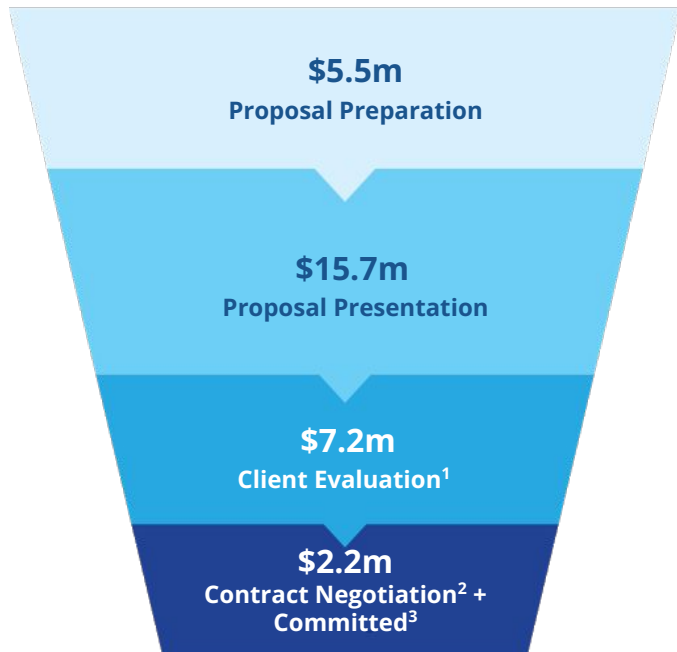 $5.5m
Proposal Preparation
$15.7m
Proposal Presentation
$7.2m
Client Evaluation¹
$2.2m
Contract Negotiation² +
Committed³